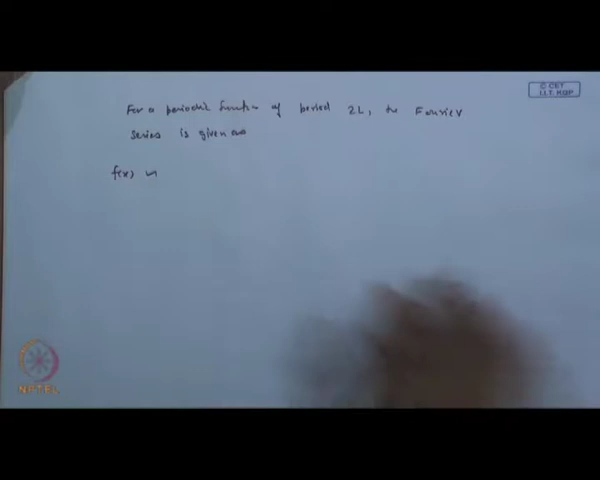 For a periodic function of period 2L, the Fourier
series is given as
f(x) ~
© CET
I.I.T. KGP
NPTEL